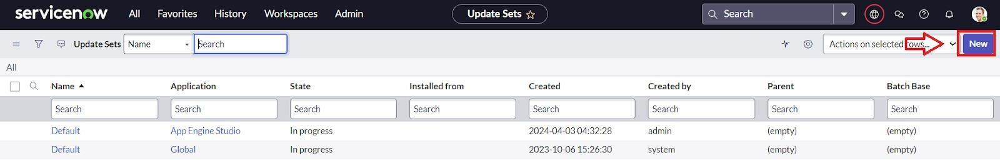 servicenow All Favorites History Workspaces Admin Update Sets Search
Update Sets Name Search Actions on selected rows... New
All
Name Application State Installed from Created Created by Parent Batch Base
Search Search Search Search Search Search Search Search
Default App Engine Studio In progress 2024-04-03 04:32:28 admin (empty) (empty)
Default Global In progress 2023-10-06 15:26:30 system (empty) (empty)